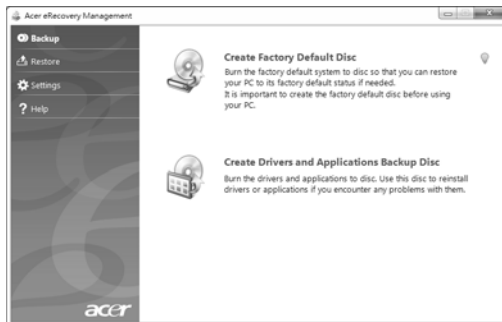 Acer eRecovery Management
Backup
Restore
Settings
Help
Create Factory Default Disc
Burn the factory default system to disc so that you can restore
your PC to its factory default status if needed.
It is important to create the factory default disc before using
your PC.
Create Drivers and Applications Backup Disc
Burn the drivers and applications to disc. Use this disc to reinstall
drivers or applications if you encounter any problems with them.
acer